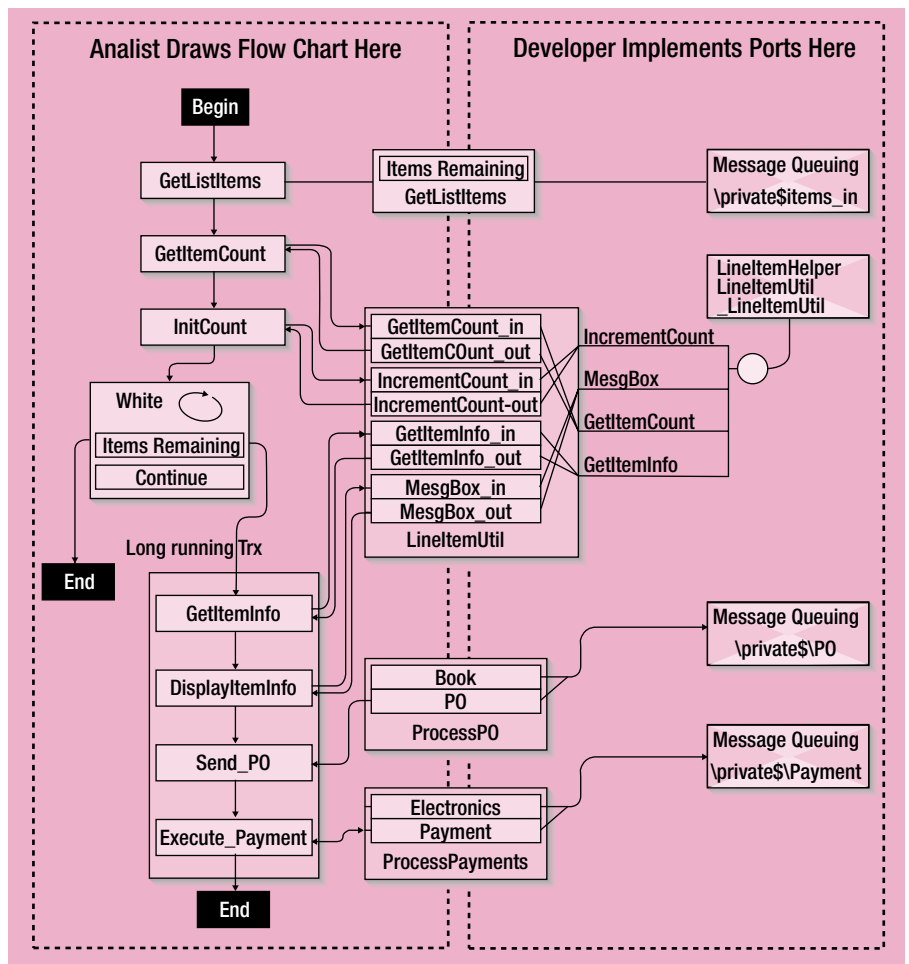 Analist Draws Flow Chart Here
Developer Implements Ports Here
Begin
GetListItems
Items Remaining
GetListItems
Message Queuing
\private$items_in
GetItemCount
InitCount
White
Items Remaining
Continue
End
Long running Trx
GetItemInfo
DisplayItemInfo
Send_PO
Execute_Payment
End
GetItemCount_in
GetItemCOunt_out
IncrementCount_in
IncrementCount-out
GetItemInfo_in
GetItemInfo_out
MesgBox_in
MesgBox_out
LineItemUtil
IncrementCount
MesgBox
GetItemCount
GetItemInfo
LineItemHelper
LineItemUtil
_LineItemUtil
Book
PO
ProcessPO
Message Queuing
\private$\PO
Electronics
Payment
ProcessPayments
Message Queuing
\private$\Payment